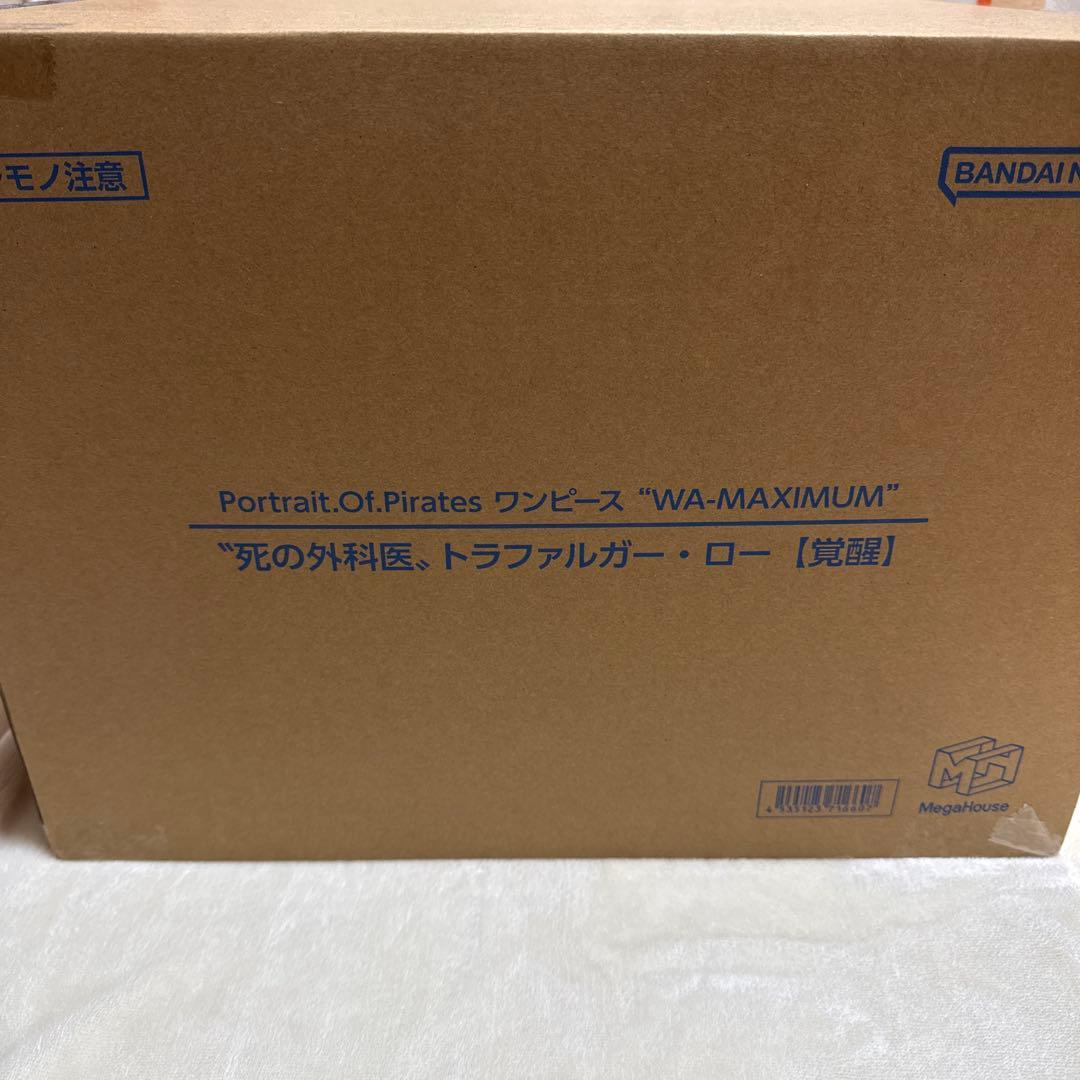 モノ注意
BANDAI N
Portrait.Of.Pirates ワンピース “WA-MAXIMUM”
〝死の外科医〟トラファルガー・ロー【覚醒】
MegaHouse